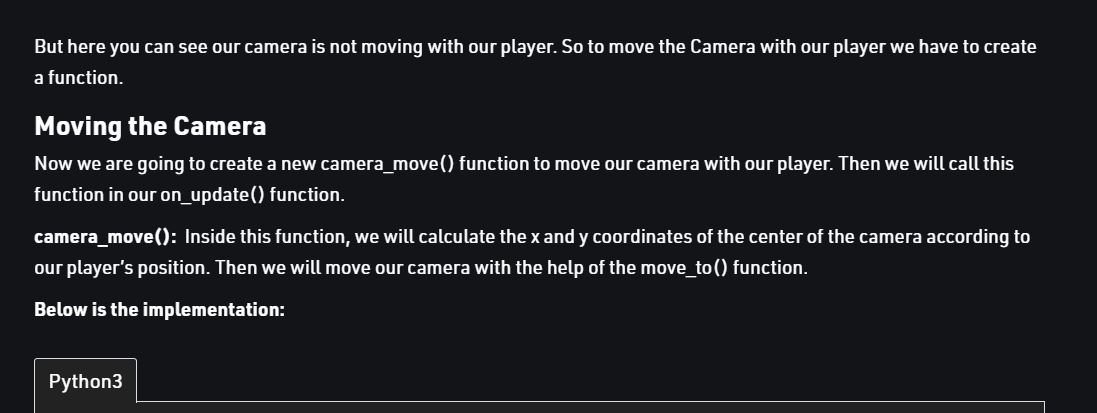 But here you can see our camera is not moving with our player. So to move the Camera with our player we have to create
a function.
Moving the Camera
Now we are going to create a new camera_move() function to move our camera with our player. Then we will call this
function in our on_update() function.
camera_move(): Inside this function, we will calculate the x and y coordinates of the center of the camera according to
our player’s position. Then we will move our camera with the help of the move_to() function.
Below is the implementation:
Python3